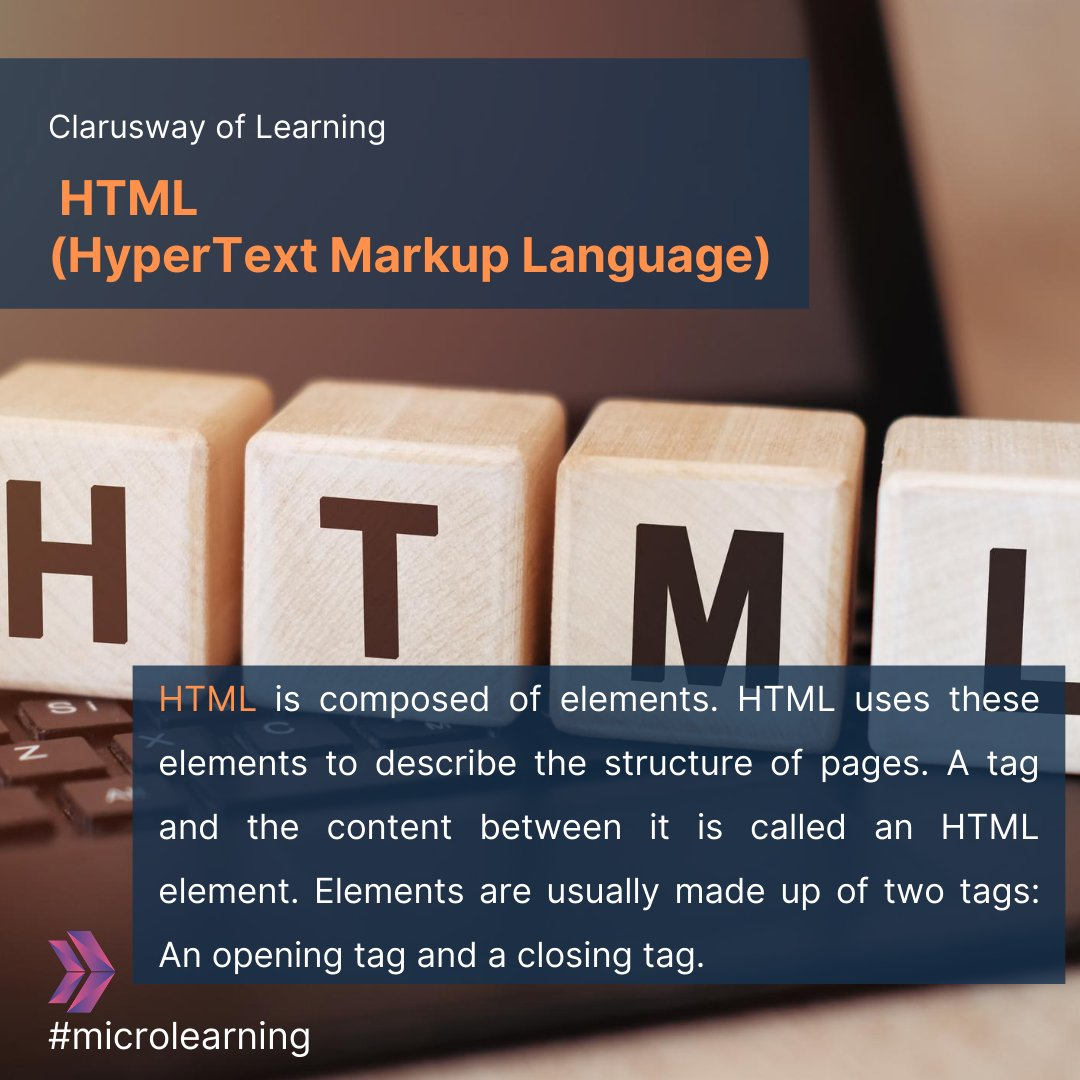 Clarusway of Learning
HTML
(HyperText Markup Language)
H T M L
HTML is composed of elements. HTML uses these
elements to describe the structure of pages. A tag
and the content between it is called an HTML
element. Elements are usually made up of two tags:
An opening tag and a closing tag.
#microlearning